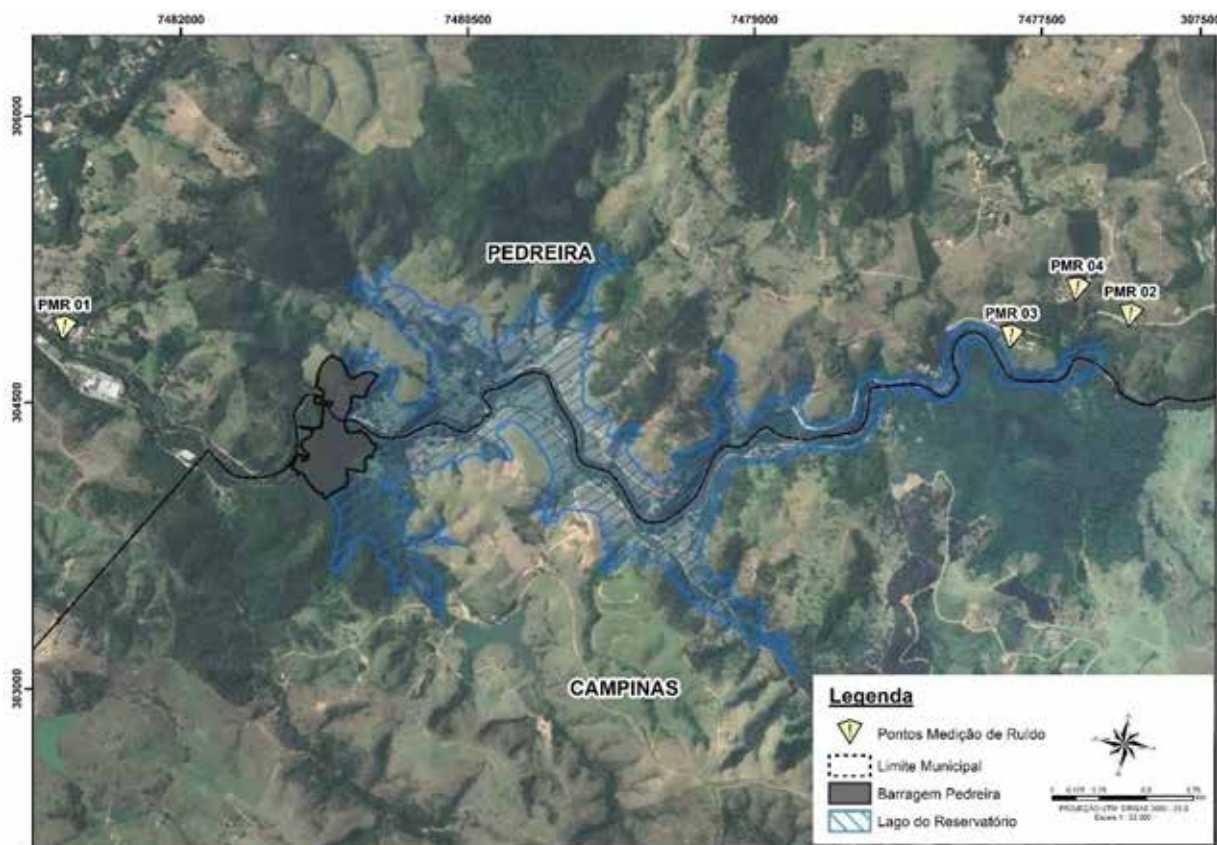 7482000
7480500
7479000
7477500
307500
306000
304500
303000
PEDREIRA
PMR 01
PMR 04
PMR 02
PMR 03
CAMPINAS
Legenda
Pontos Medição de Ruído
Limite Municipal
Barragem Pedreira
Lago do Reservatório